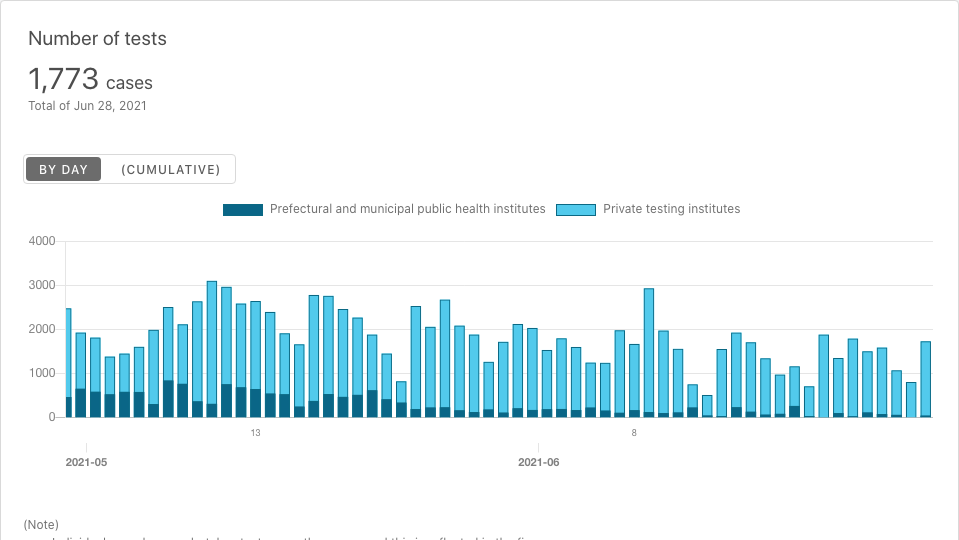 Number of tests
1,773 cases
Total of Jun 28, 2021
BY DAY (CUMULATIVE)
Prefectural and municipal public health institutes Private testing institutes
4000
3000
2000
1000
0
13 8
2021-05 2021-06
(Note)